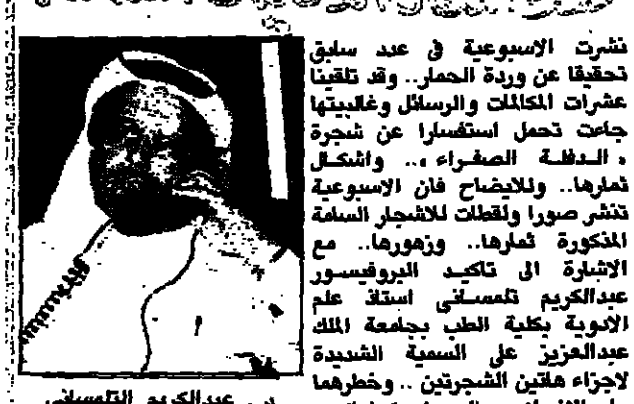 نشرت الاسبوعية في عدد سابق
تحقيقا عن وردة الحمار.. وقد تلقينا
عشرات المكالمات والرسائل وغالبيتها
جاءت تحمل استفسارا عن شجرة
« الدفلة الصفراء ».. واشكال
ثمارها.. وللايضاح فان الاسبوعية
تنشر صورا ولقطات للاشجار السامة
المذكورة ثمارها.. وزهورها.. مع
الاشارة الى تاكيد البروفيسور
عبدالكريم تلمسانى استاذ علم
الادوية بكلية الطب بجامعة الملك
عبدالعزيز على السمية الشديدة
لاجزاء هاتين الشجرتين .. وخطرهما
عبدالكريم التلمسانى